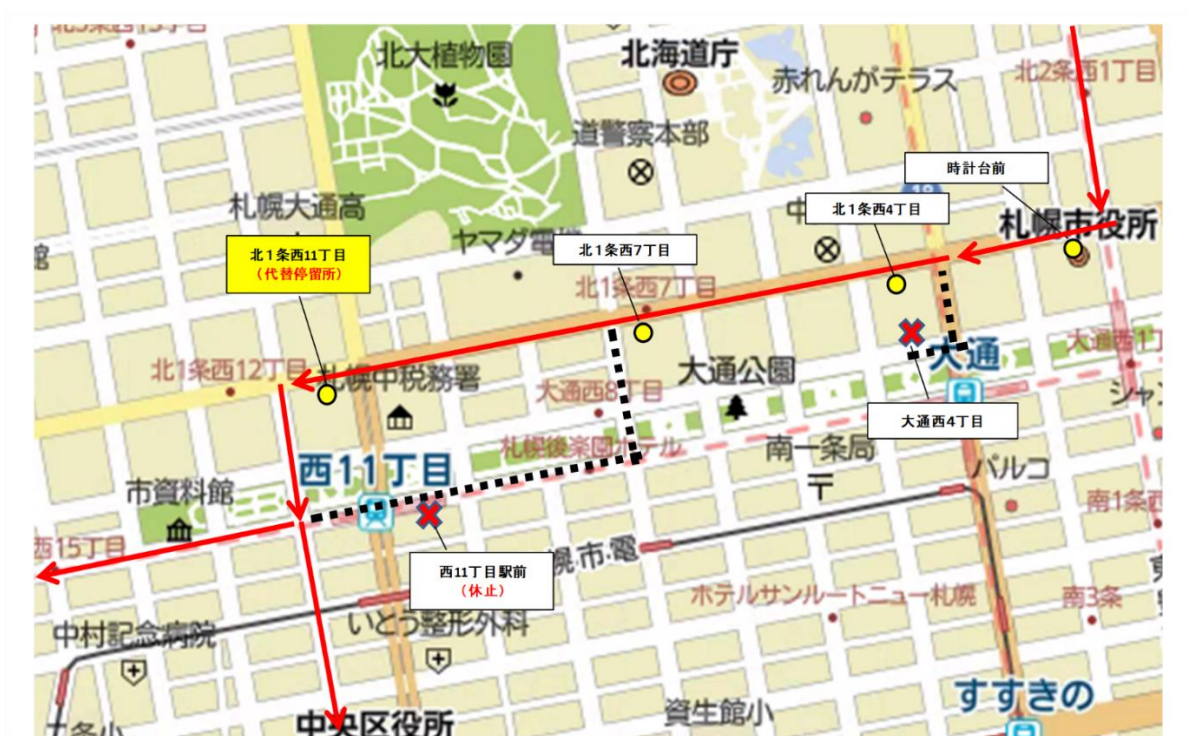 北大植物園
北海道庁
赤れんがテラス
北2条西1丁目
道警察本部
時計台前
札幌大通高
北1条西4丁目
札幌市役所
北1条西11丁目
（代替停留所）
ヤマダ電機
北1条西7丁目
北1条西7丁目
北1条西12丁目
札幌中税務署
大通西8丁目
大通公園
大通
大通西1丁
シャン
大通西4丁目
札幌後楽園ホテル
南一条局
パルコ
西11丁目
市資料館
南1条西
西15丁目
西11丁目駅前
（休止）
幌・市・電
ホテルサンルートニュー札幌
南3条
中村記念病院
いとう整形外科
すすきの
中央区役所
資生館小
二条小